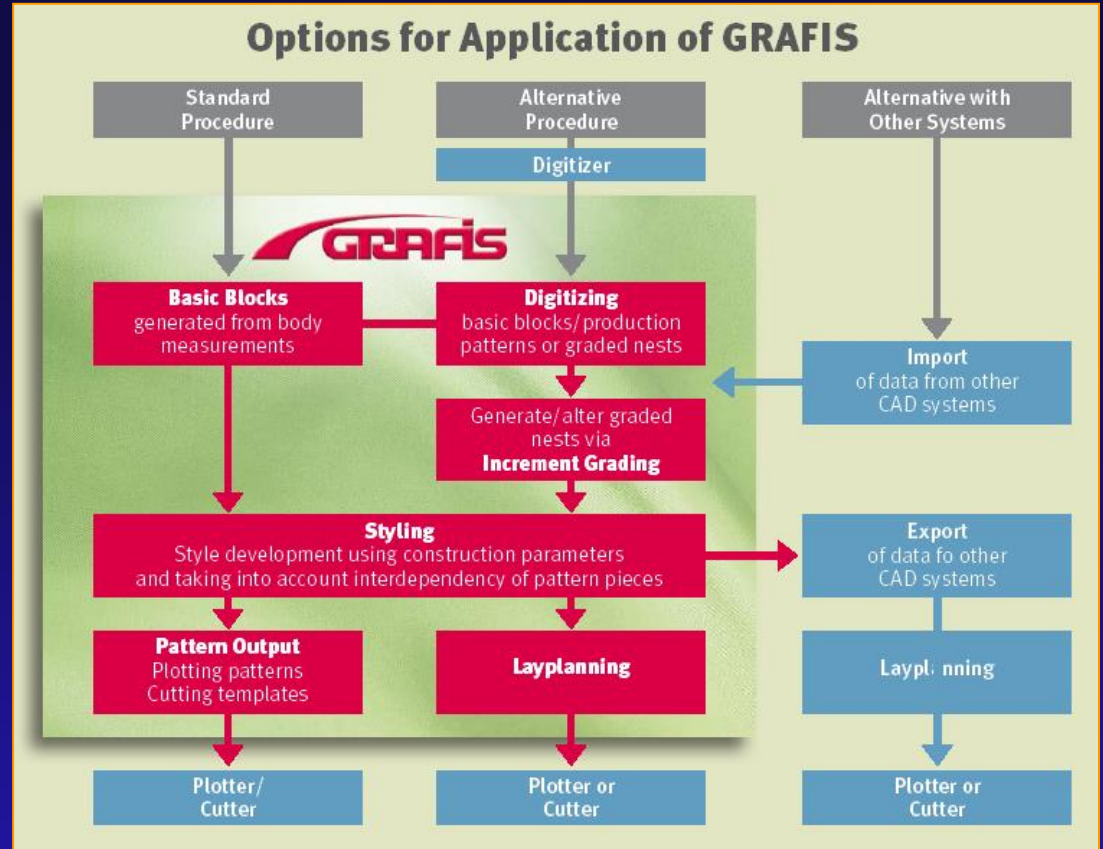 Options for Application of GRAFIS
Standard
Procedure
Alternative
Procedure
Alternative with
Other Systems
Digitizer
GRAFIS
Basic Blocks
generated from body
measurements
Digitizing
basic blocks/production
patterns or graded nests
Import
of data from other
CAD systems
Generate/alter graded
nests via
Increment Grading
Styling
Style development using construction parameters
and taking into account interdependency of pattern pieces
Export
of data fo other
CAD systems
Pattern Output
Plotting patterns
Cutting templates
Layplanning
Laypl. nning
Plotter/
Cutter
Plotter or
Cutter
Plotter or
Cutter